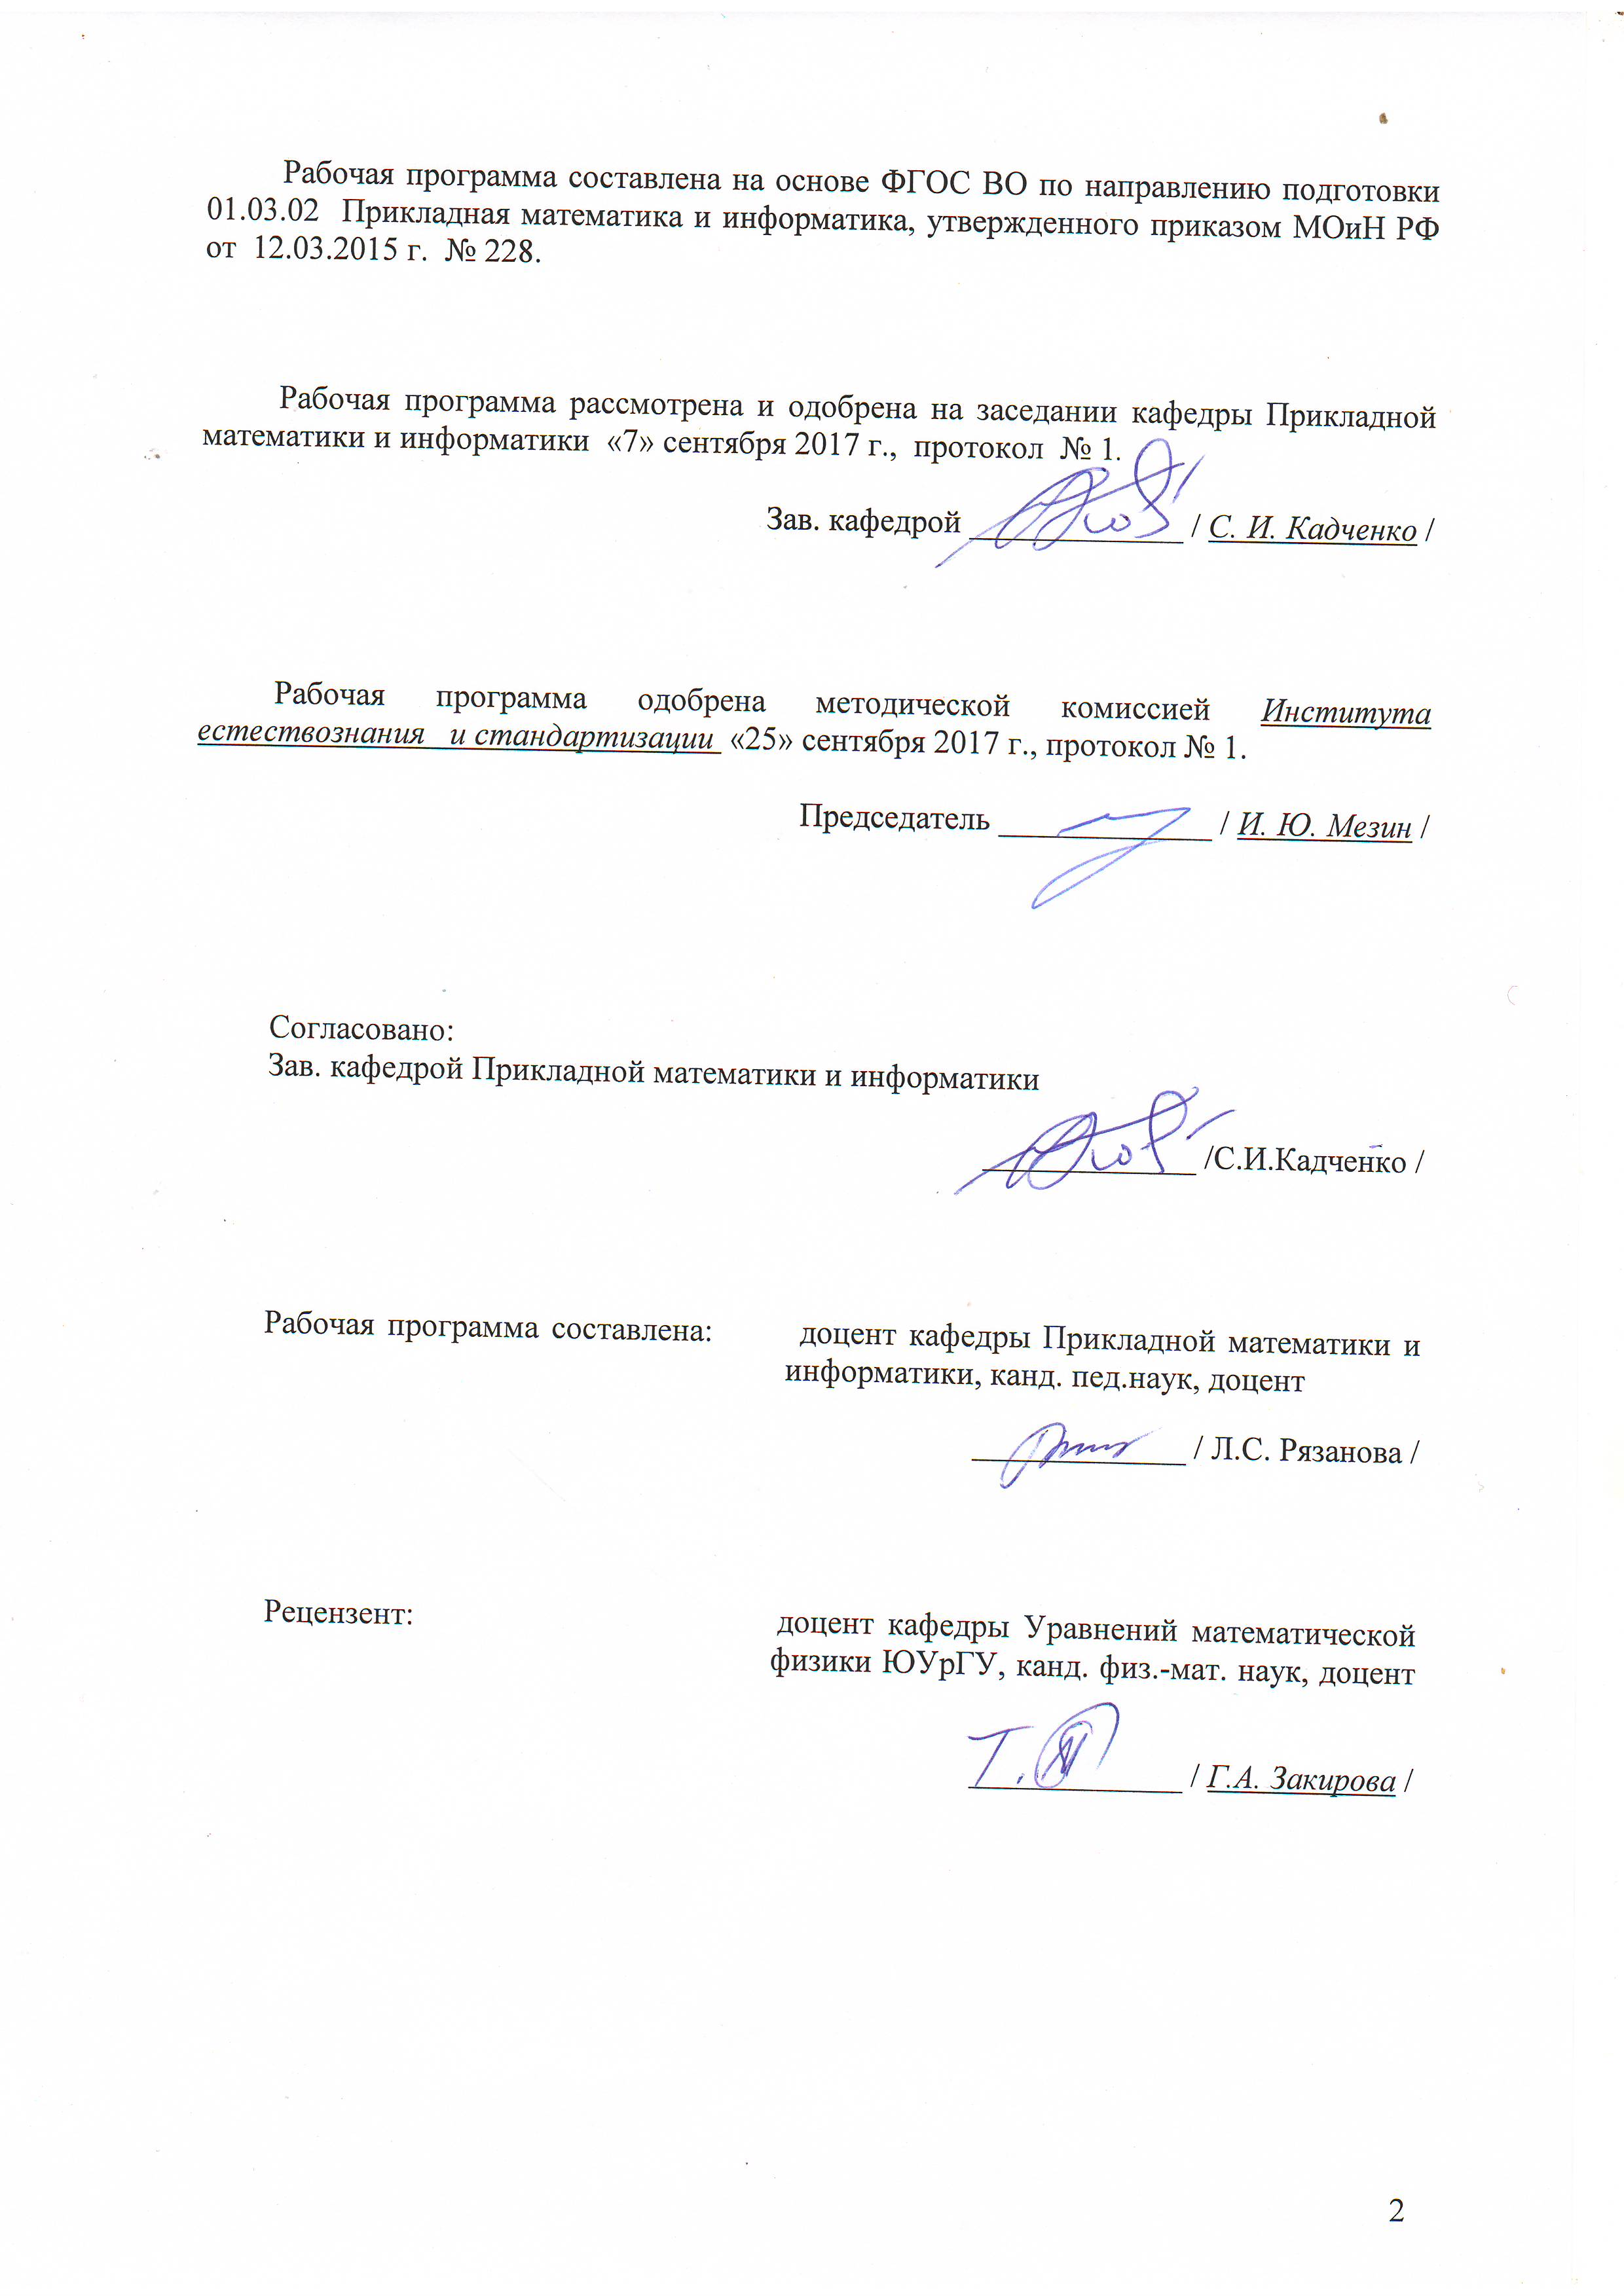 Рабочая программа составлена на основе ФГОС ВО по направлению подготовки
01.03.02 Прикладная математика и информатика, утвержденного приказом МОиН РФ
от 12.03.2015 г. № 228.
Рабочая программа рассмотрена и одобрена на заседании кафедры Прикладной
математики и информатики «7» сентября 2017 г., протокол № 1.
Зав. кафедрой _____________ / С. И. Кадченко /
Рабочая программа одобрена методической комиссией Института
естествознания и стандартизации «25» сентября 2017 г., протокол № 1.
Председатель _____________ / И. Ю. Мезин /
Согласовано:
Зав. кафедрой Прикладной математики и информатики
_____________ /С.И.Кадченко /
Рабочая программа составлена: доцент кафедры Прикладной математики и
информатики, канд. пед.наук, доцент
_____________ / Л.С. Рязанова /
Рецензент: доцент кафедры Уравнений математической
физики ЮУрГУ, канд. физ.-мат. наук, доцент
_____________ / Г.А. Закирова /
2